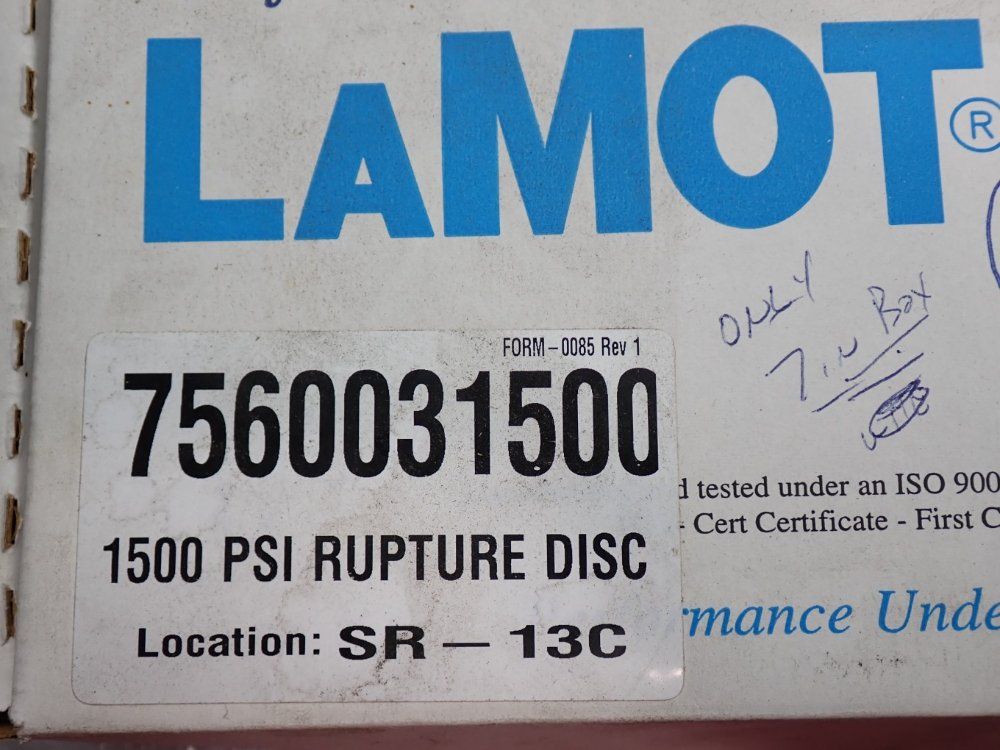 LAMOT®
ONLY
7 IN BOX
FORM-0085 Rev 1
7560031500
d tested under an ISO 900
- Cert Certificate - First C
1500 PSI RUPTURE DISC
rmance Unde
Location: SR - 13C